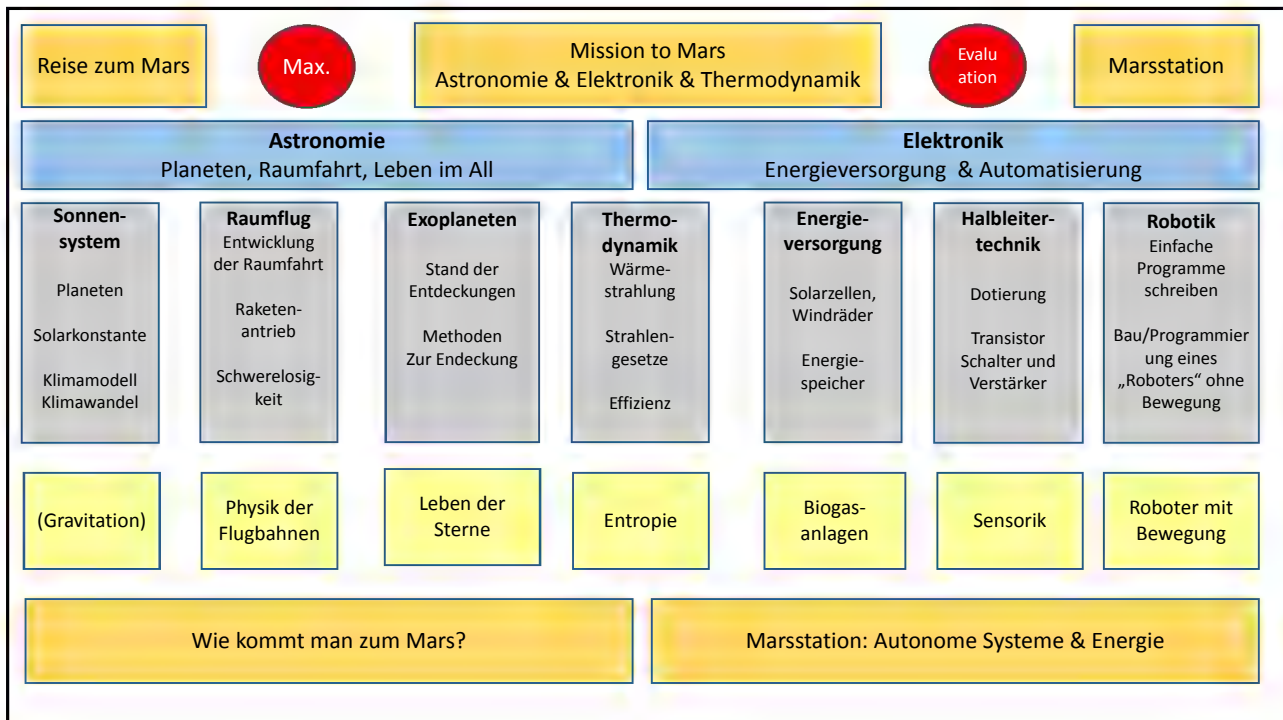 Reise zum Mars
Max.
Mission to Mars
Astronomie & Elektronik & Thermodynamik
Evalu
ation
Marsstation
Astronomie
Planeten, Raumfahrt, Leben im All
Elektronik
Energieversorgung & Automatisierung
Sonnen-
system
Planeten
Solarkonstante
Klimamodell
Klimawandel
Raumflug
Entwicklung
der Raumfahrt
Raketen-
antrieb
Schwerelosig-
keit
Exoplaneten
Stand der
Entdeckungen
Methoden
Zur Endeckung
Thermo-
dynamik
Wärme-
strahlung
Strahlen-
gesetze
Effizienz
Energie-
versorgung
Solarzellen,
Windräder
Energie-
speicher
Halbleiter-
technik
Dotierung
Transistor
Schalter und
Verstärker
Robotik
Einfache
Programme
schreiben
Bau/Programmier
ung eines
„Roboters“ ohne
Bewegung
(Gravitation)
Physik der
Flugbahnen
Leben der
Sterne
Entropie
Biogas-
anlagen
Sensorik
Roboter mit
Bewegung
Wie kommt man zum Mars?
Marsstation: Autonome Systeme & Energie